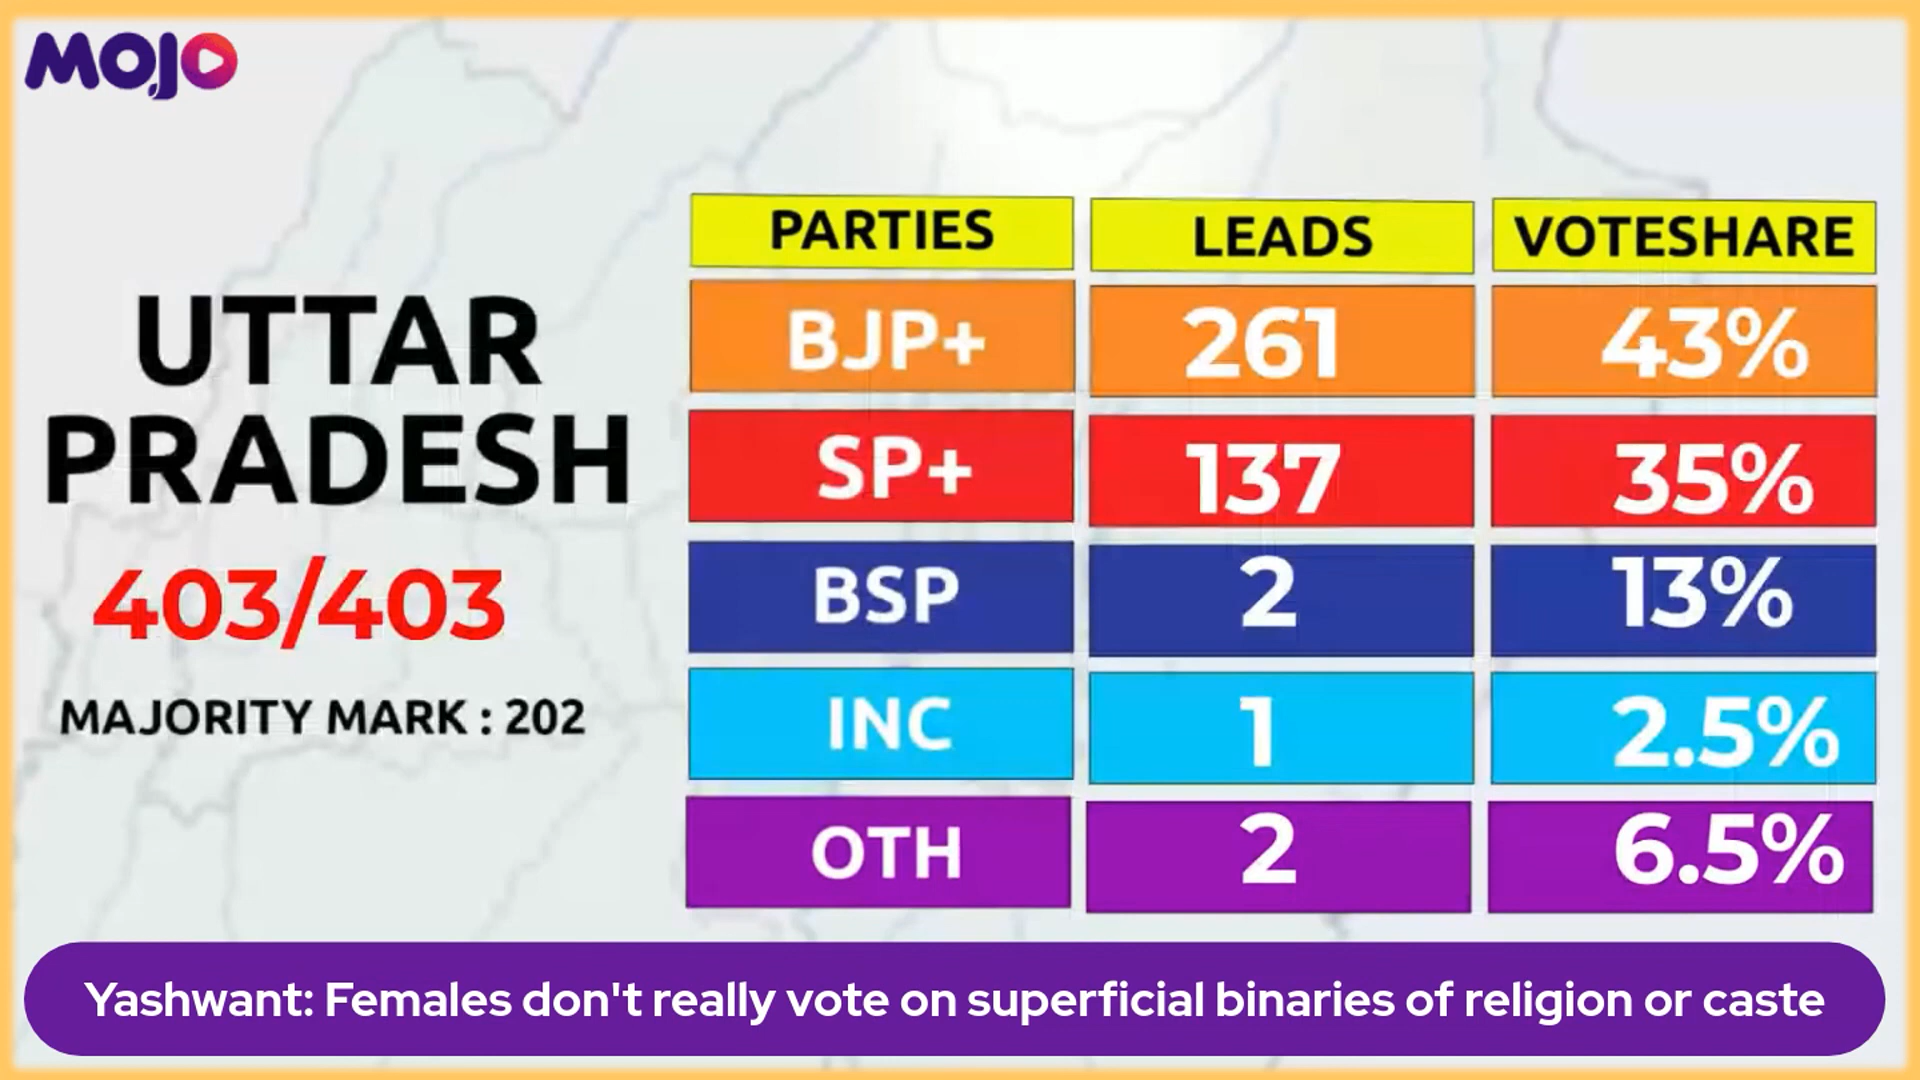 MOJO
UTTAR
PRADESH
403/403
MAJORITY MARK : 202
PARTIES LEADS VOTESHARE
BJP+ 261 43%
SP+ 137 35%
BSP 2 13%
INC 1 2.5%
OTH 2 6.5%
Yashwant: Females don't really vote on superficial binaries of religion or caste